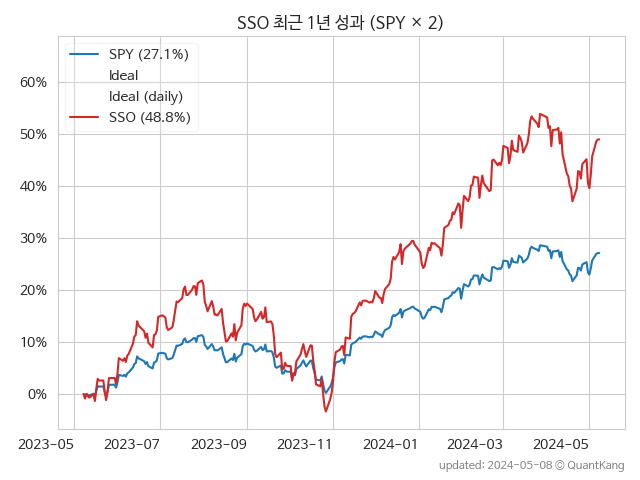 SSO 최근 1년 성과 (SPY × 2)
SPY (27.1%)
Ideal
Ideal (daily)
SSO (48.8%)
60%
50%
40%
30%
20%
10%
0%
2023-05 2023-07 2023-09 2023-11 2024-01 2024-03 2024-05
updated: 2024-05-08 © QuantKang